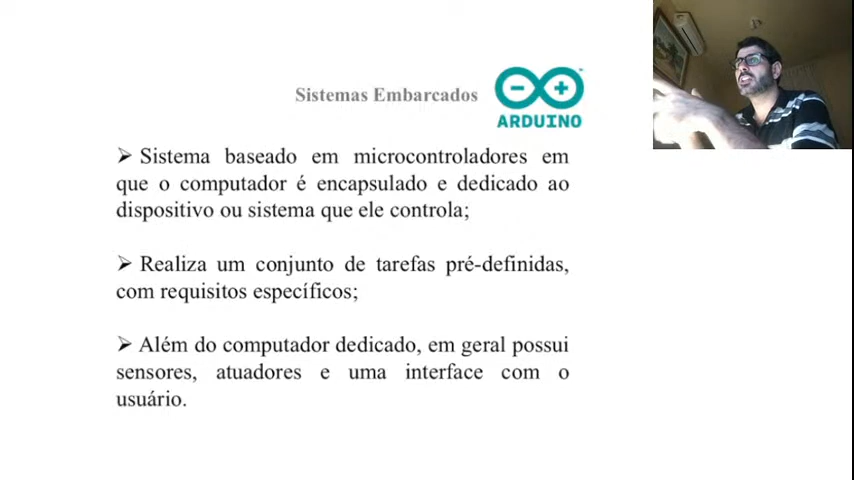 Sistemas Embarcados
ARDUINO
➢ Sistema baseado em microcontroladores em
que o computador é encapsulado e dedicado ao
dispositivo ou sistema que ele controla;
➢ Realiza um conjunto de tarefas pré-definidas,
com requisitos específicos;
➢ Além do computador dedicado, em geral possui
sensores, atuadores e uma interface com o
usuário.